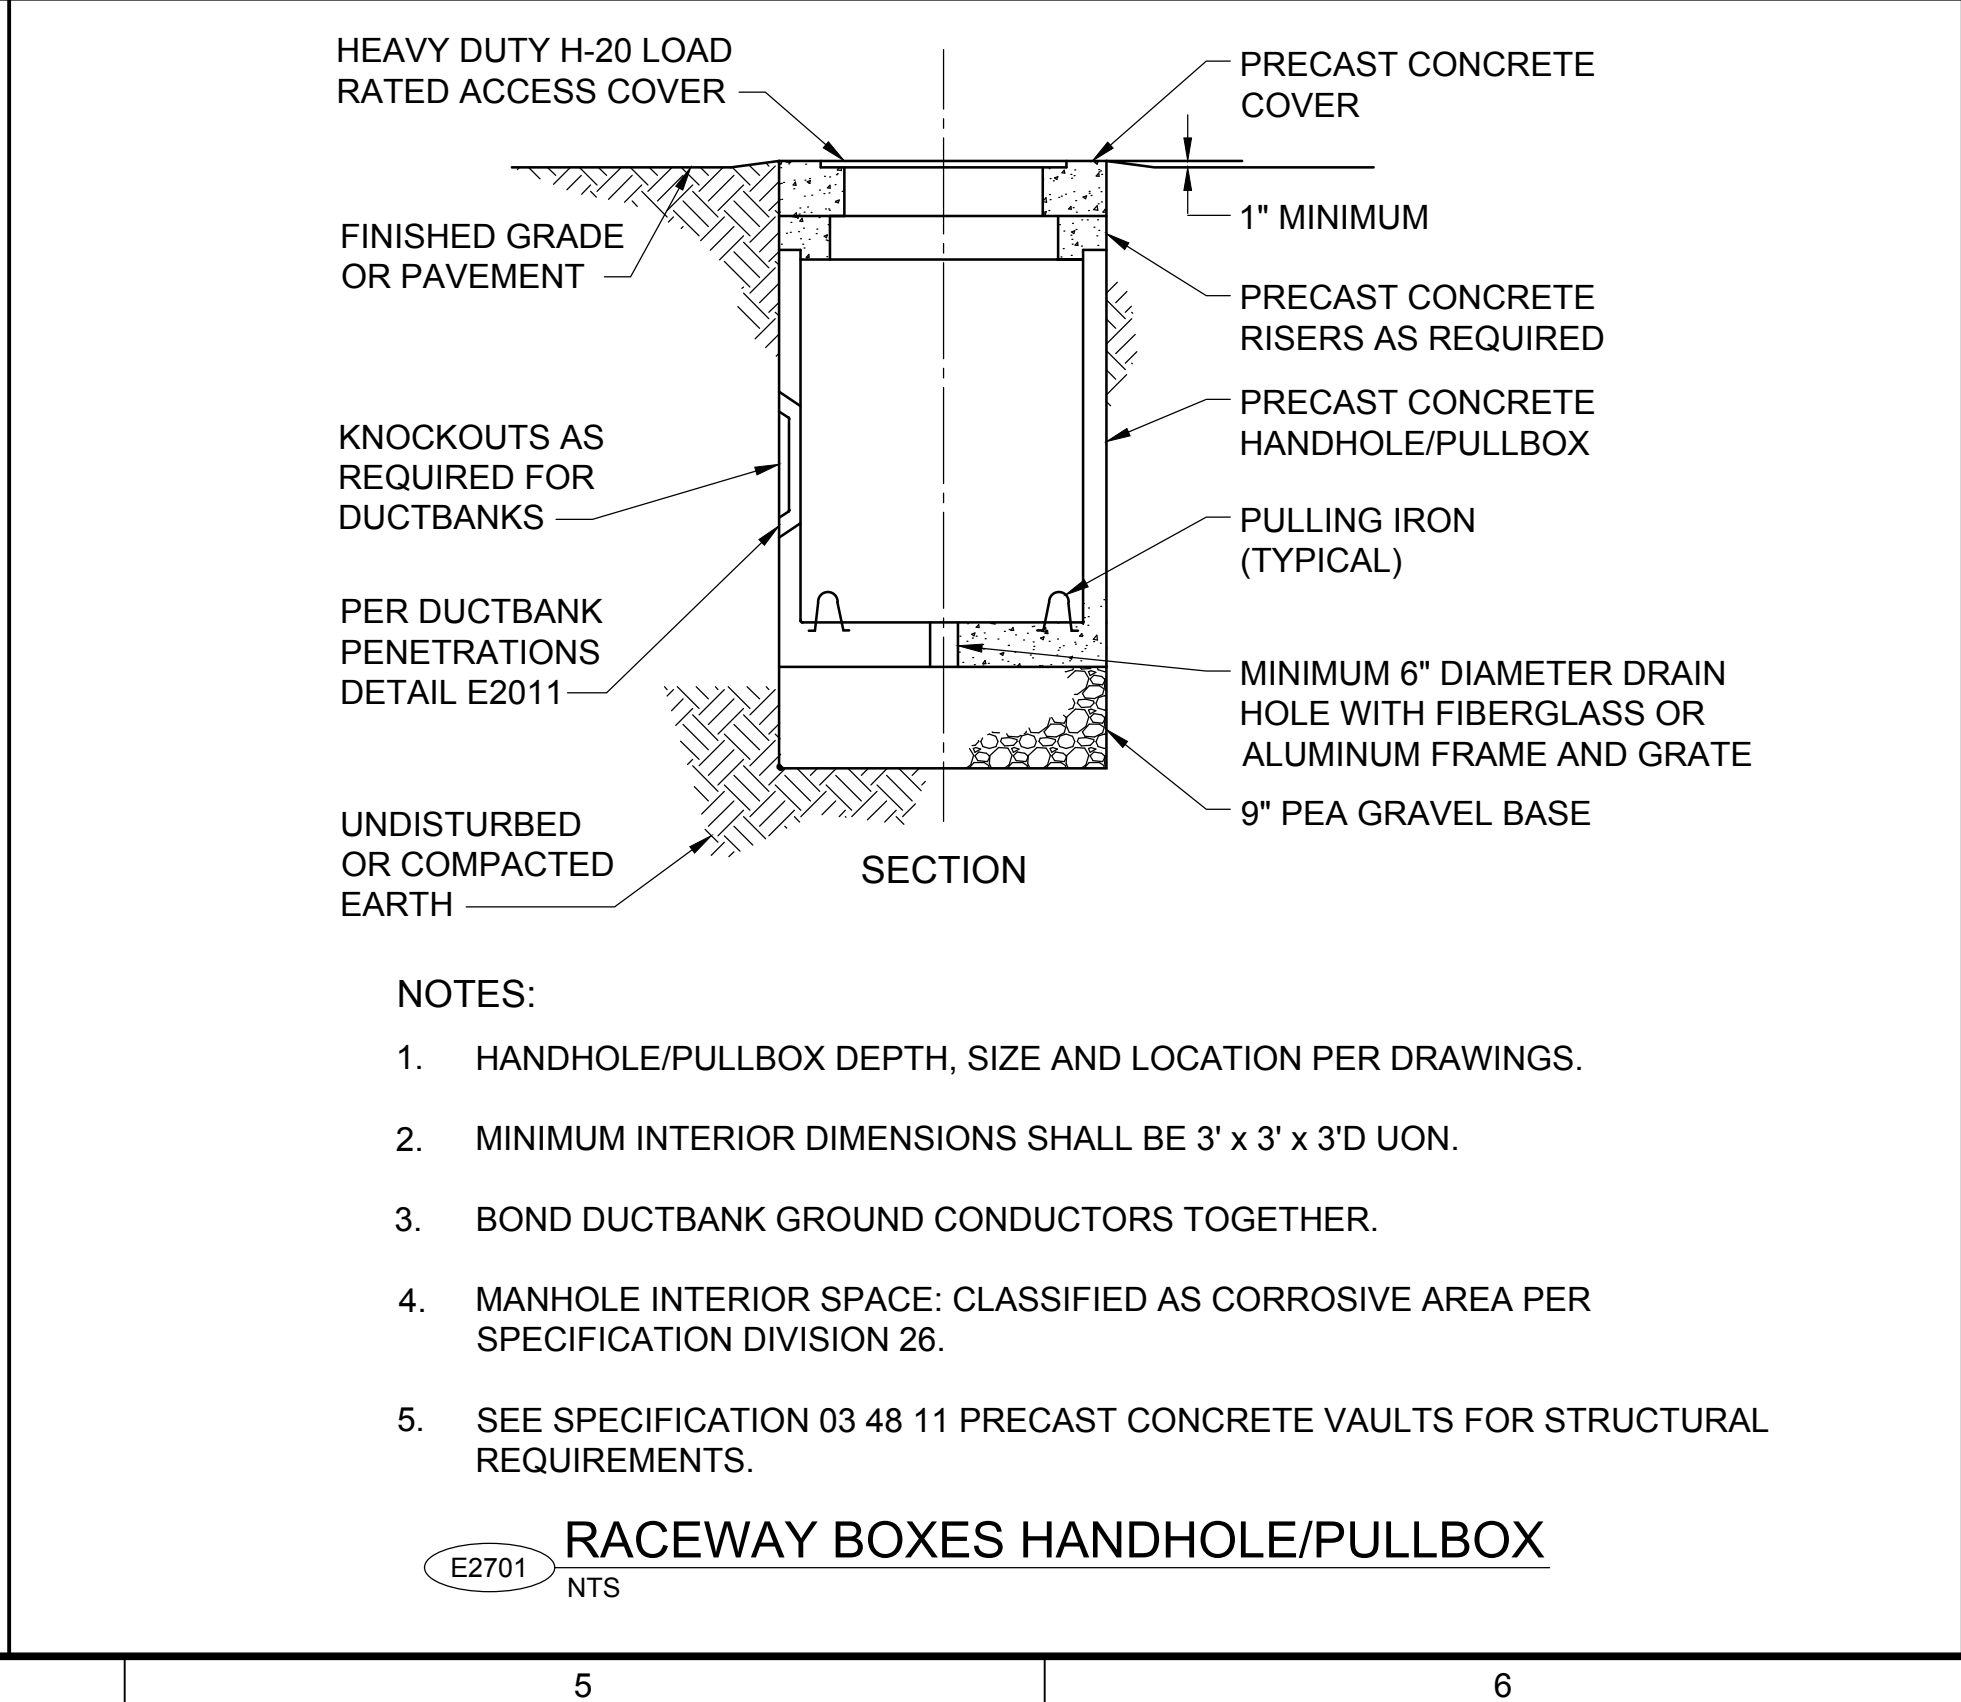 HEAVY DUTY H-20 LOAD
RATED ACCESS COVER
FINISHED GRADE
OR PAVEMENT
KNOCKOUTS AS
REQUIRED FOR
DUCTBANKS
PER DUCTBANK
PENETRATIONS
DETAIL E2011
UNDISTURBED
OR COMPACTED
EARTH
PRECAST CONCRETE
COVER
1" MINIMUM
PRECAST CONCRETE
RISERS AS REQUIRED
PRECAST CONCRETE
HANDHOLE/PULLBOX
PULLING IRON
(TYPICAL)
MINIMUM 6" DIAMETER DRAIN
HOLE WITH FIBERGLASS OR
ALUMINUM FRAME AND GRATE
9" PEA GRAVEL BASE
SECTION
NOTES:
1. HANDHOLE/PULLBOX DEPTH, SIZE AND LOCATION PER DRAWINGS.
2. MINIMUM INTERIOR DIMENSIONS SHALL BE 3' x 3' x 3'D UON.
3. BOND DUCTBANK GROUND CONDUCTORS TOGETHER.
4. MANHOLE INTERIOR SPACE: CLASSIFIED AS CORROSIVE AREA PER
SPECIFICATION DIVISION 26.
5. SEE SPECIFICATION 03 48 11 PRECAST CONCRETE VAULTS FOR STRUCTURAL
REQUIREMENTS.
E2701 RACEWAY BOXES HANDHOLE/PULLBOX
NTS
5 6